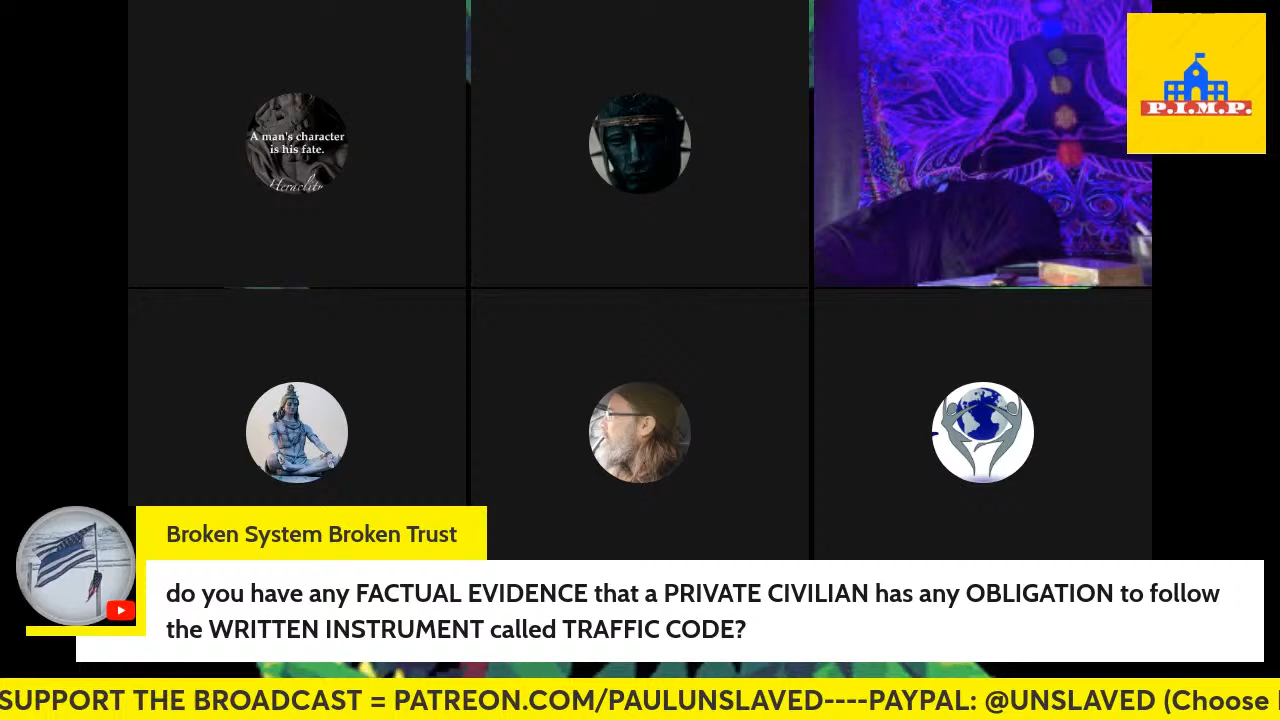 A man's character
is his fate.
P.I.M.P.
Broken System Broken Trust
do you have any FACTUAL EVIDENCE that a PRIVATE CIVILIAN has any OBLIGATION to follow
the WRITTEN INSTRUMENT called TRAFFIC CODE?
SUPPORT THE BROADCAST = PATREON.COM/PAULUNSLAVED----PAYPAL: @UNSLAVED (Choose